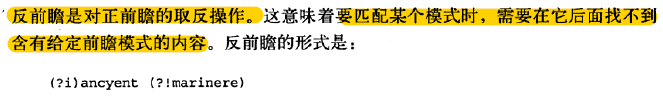 反前瞻是对正前瞻的取反操作。这意味着要匹配某个模式时，需要在它后面找不到
含有给定前瞻模式的内容。反前瞻的形式是：
(?i)ancyent (?!marinere)